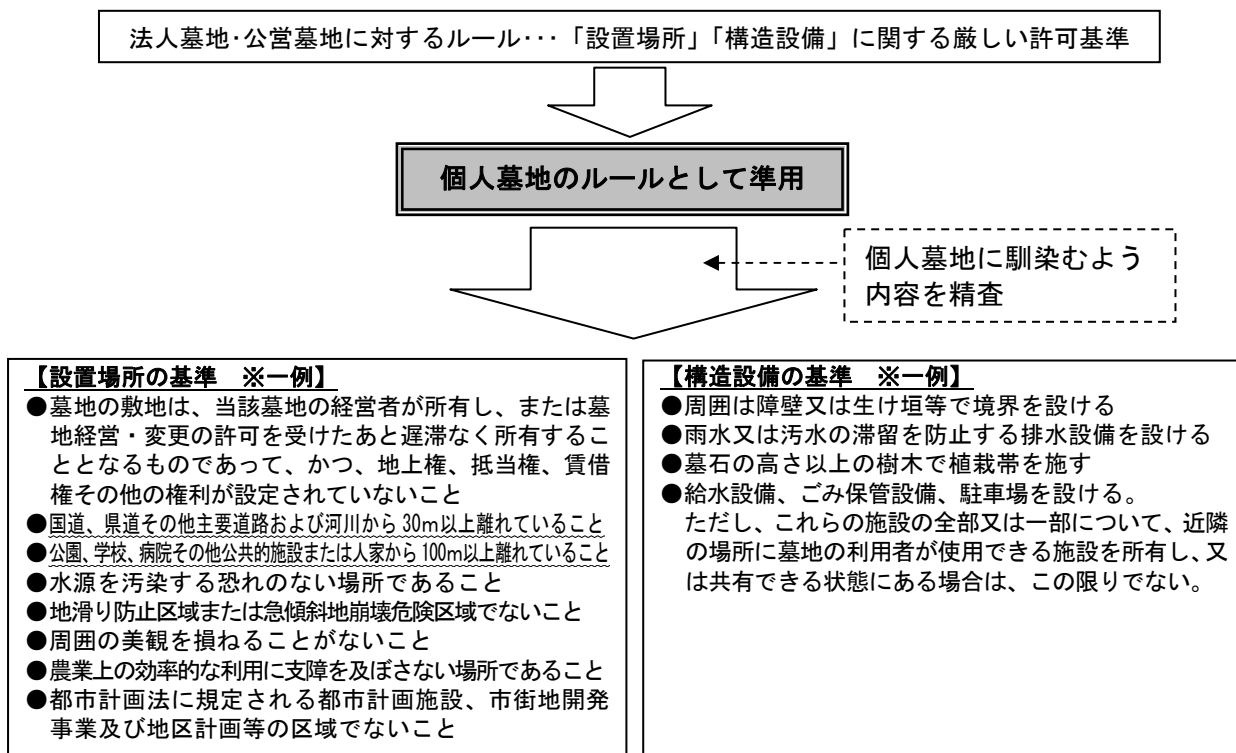 法人墓地･公営墓地に対するルール･･･「設置場所」「構造設備」に関する厳しい許可基準
個人墓地のルールとして準用
個人墓地に馴染むよう
内容を精査
【設置場所の基準　※一例】
●墓地の敷地は、当該墓地の経営者が所有し、または墓
地経営・変更の許可を受けたあと遅滞なく所有するこ
ととなるものであって、かつ、地上権、抵当権、賃借
権その他の権利が設定されていないこと
●国道、県道その他主要道路および河川から 30ｍ以上離れていること
●公園、学校、病院その他公共的施設または人家から 100ｍ以上離れていること
●水源を汚染する恐れのない場所であること
●地滑り防止区域または急傾斜地崩壊危険区域でないこと
●周囲の美観を損ねることがないこと
●農業上の効率的な利用に支障を及ぼさない場所であること
●都市計画法に規定される都市計画施設、市街地開発
事業及び地区計画等の区域でないこと
【構造設備の基準　※一例】
●周囲は障壁又は生け垣等で境界を設ける
●雨水又は汚水の滞留を防止する排水設備を設ける
●墓石の高さ以上の樹木で植栽帯を施す
●給水設備、ごみ保管設備、駐車場を設ける。
ただし、これらの施設の全部又は一部について、近隣
の場所に墓地の利用者が使用できる施設を所有し、又
は共有できる状態にある場合は、この限りでない。